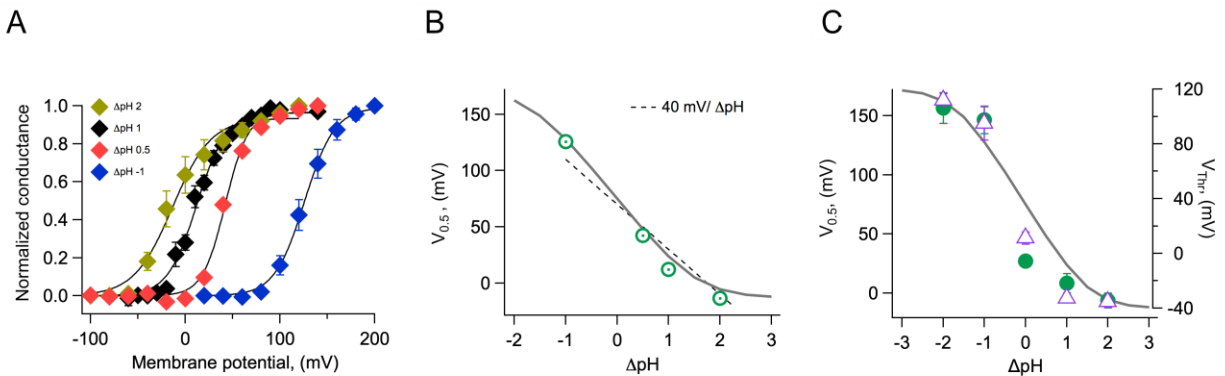 A
B
C
Normalized conductance
1.0
0.8
0.6
0.4
0.2
0.0
ΔpH 2
ΔpH 1
ΔpH 0.5
ΔpH -1
-100
0
100
200
Membrane potential, (mV)
V0.5, (mV)
150
100
50
0
40 mV/ ΔpH
-2
-1
0
1
2
3
ΔpH
V0.5, (mV)
150
100
50
0
120
80
40
0
-40
VThr, (mV)
-3
-2
-1
0
1
2
3
ΔpH